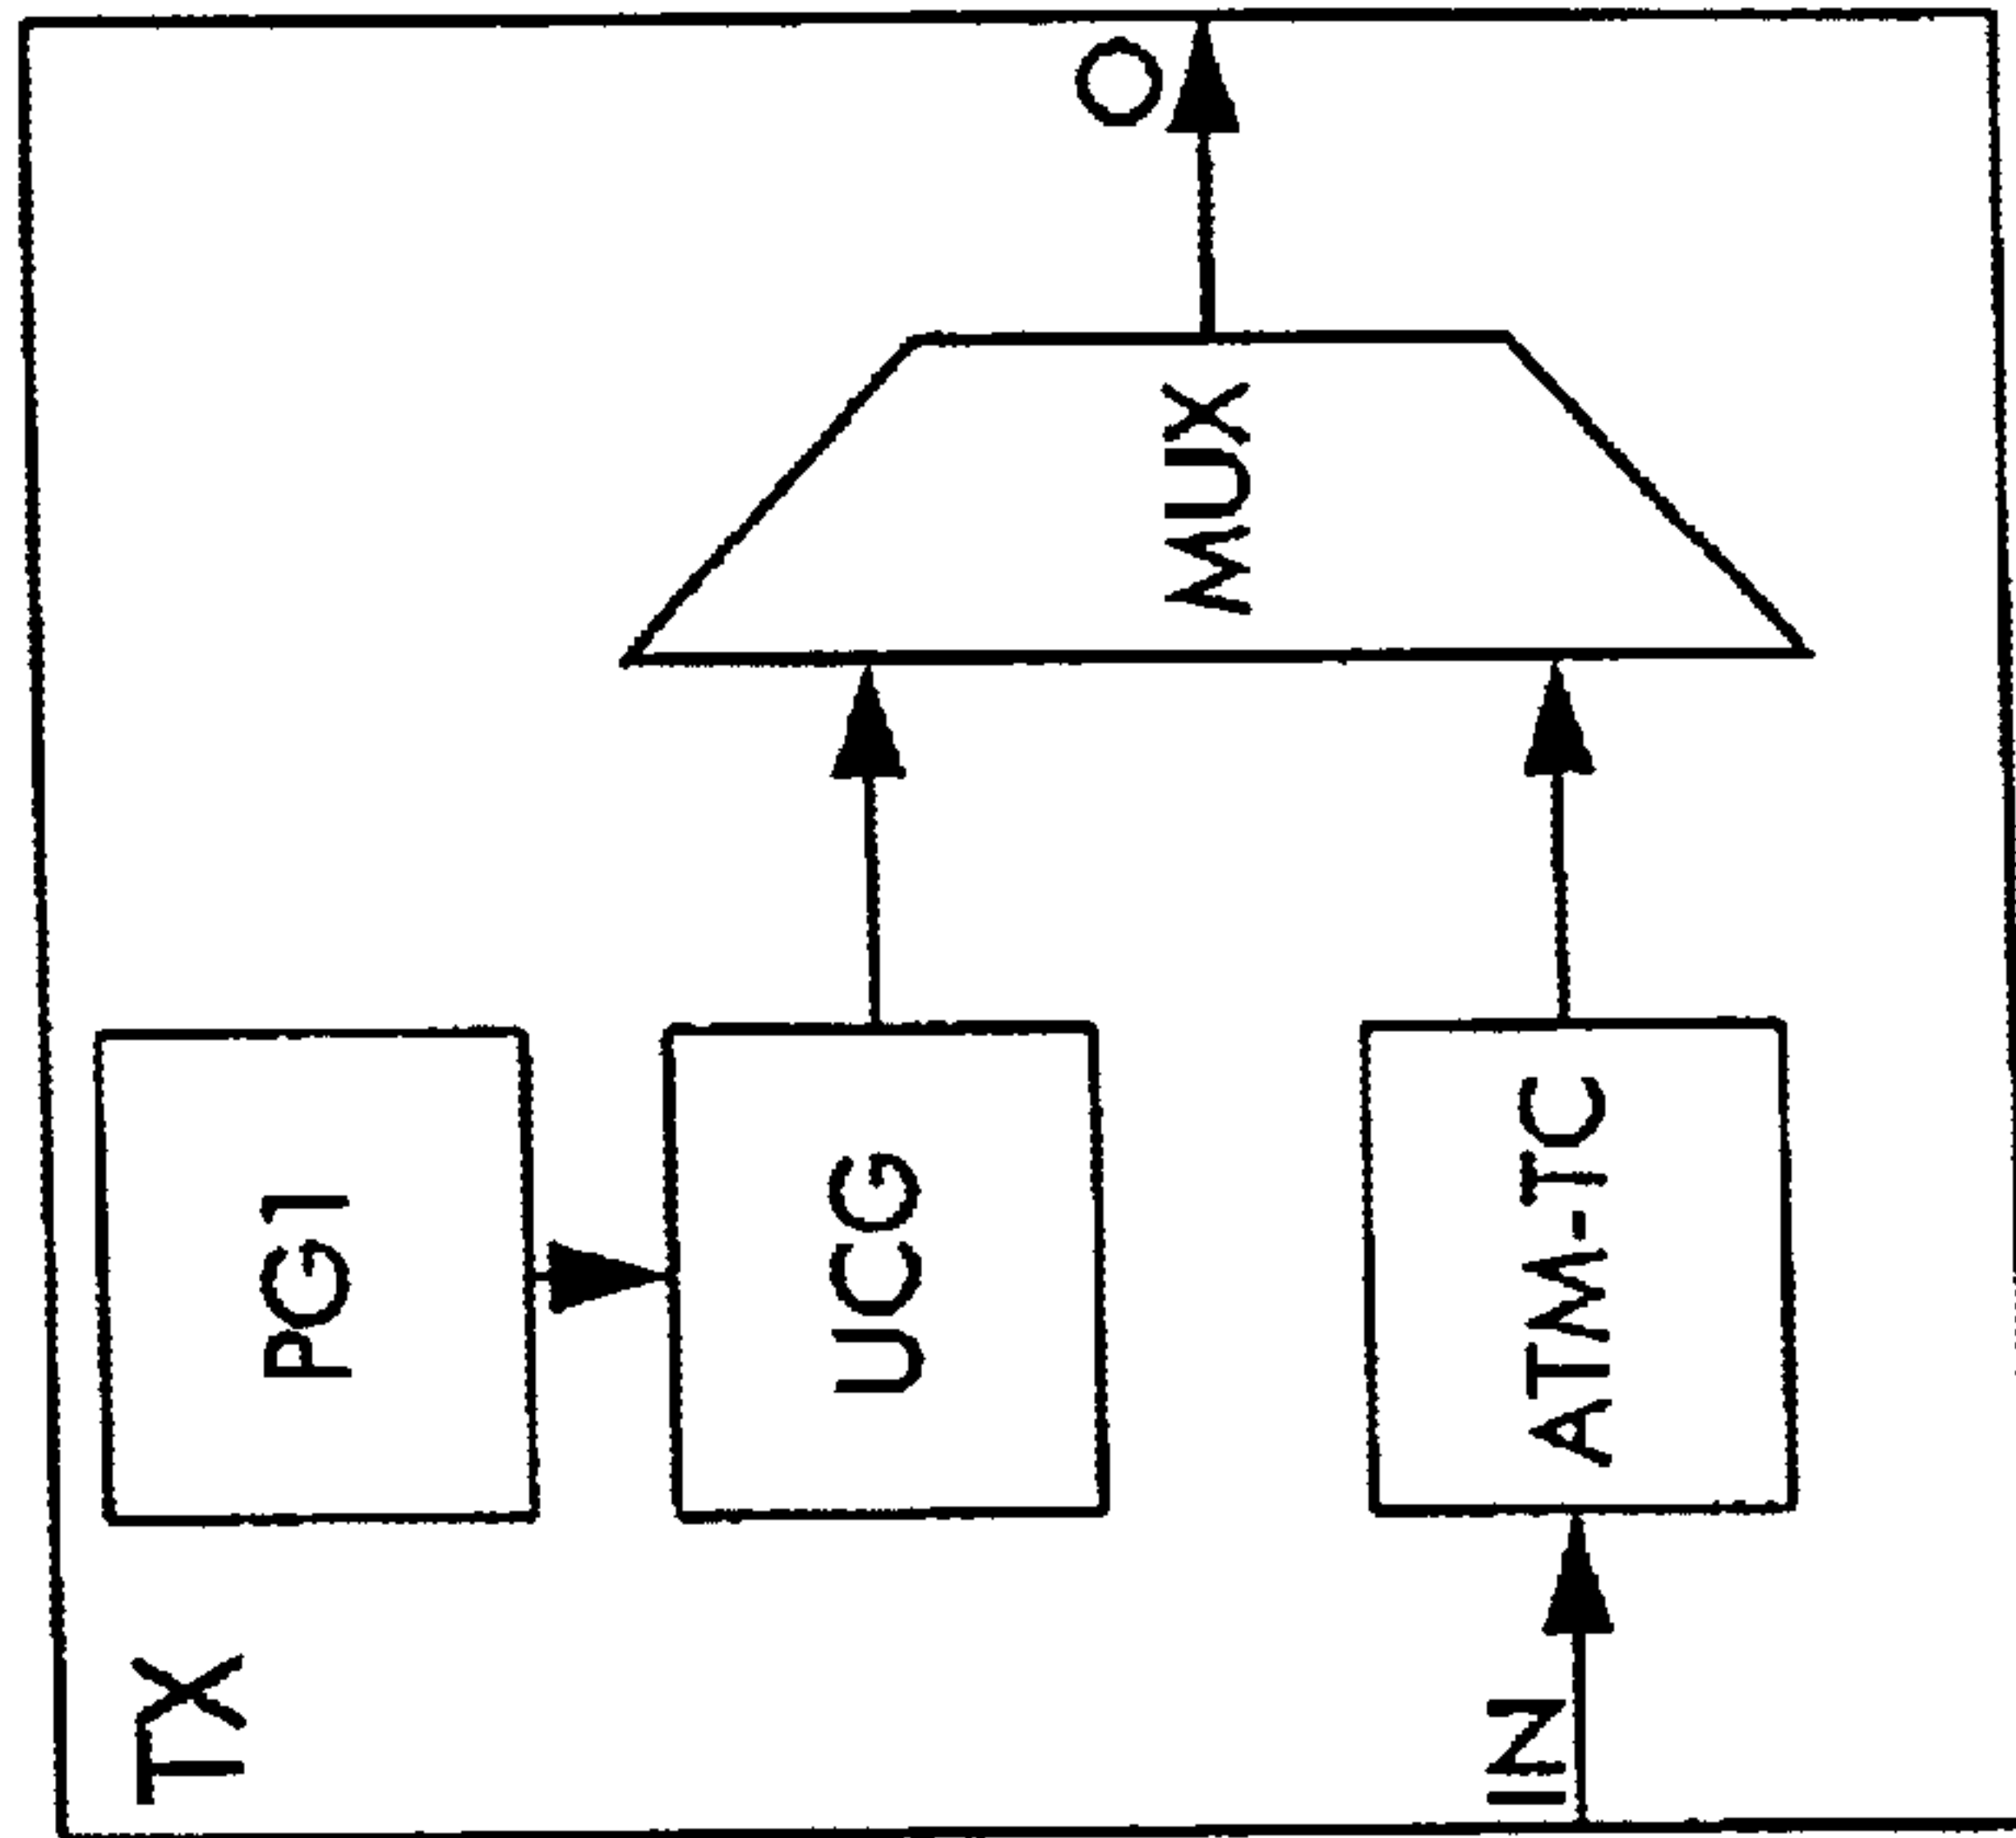 TX
PG1
UCG
MUX
O
IN
ATM-TC